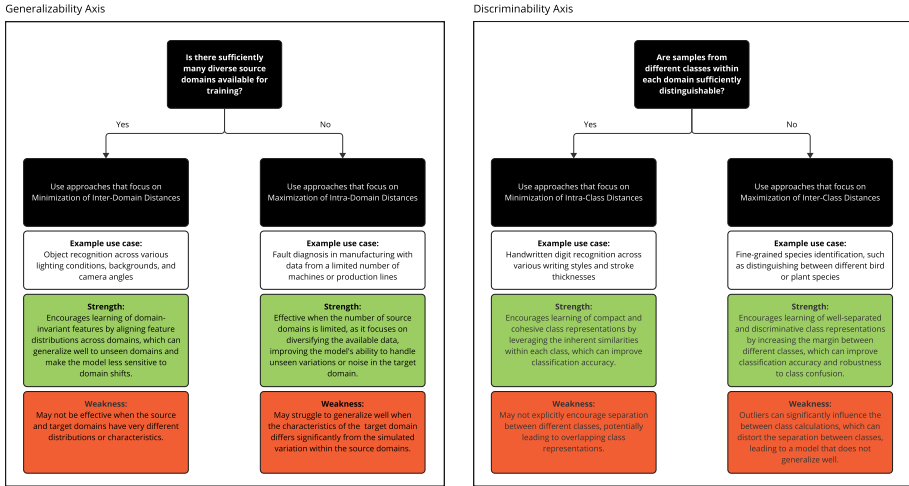 Generalizability Axis
Is there sufficiently
many diverse source
domains available for
training?
Yes
No
Use approaches that focus on
Minimization of Inter-Domain Distances
Use approaches that focus on
Maximization of Intra-Domain Distances
Example use case:
Object recognition across various
lighting conditions, backgrounds, and
camera angles
Example use case:
Fault diagnosis in manufacturing with
data from a limited number of
machines or production lines
Strength:
Encourages learning of domain-
invariant features by aligning feature
distributions across domains, which can
generalize well to unseen domains and
make the model less sensitive to
domain shifts.
Strength:
Effective when the number of source
domains is limited, as it focuses on
diversifying the available data,
improving the model's ability to handle
unseen variations or noise in the target
domain.
Weakness:
May not be effective when the source
and target domains have very different
distributions or characteristics.
Weakness:
May struggle to generalize well when
the characteristics of the target domain
differs significantly from the simulated
variation within the source domains.
Discriminability Axis
Are samples from
different classes within
each domain sufficiently
distinguishable?
Yes
No
Use approaches that focus on
Minimization of Intra-Class Distances
Use approaches that focus on
Maximization of Inter-Class Distances
Example use case:
Handwritten digit recognition across
various writing styles and stroke
thicknesses
Example use case:
Fine-grained species identification, such
as distinguishing between different bird
or plant species
Strength:
Encourages learning of compact and
cohesive class representations by
leveraging the inherent similarities
within each class, which can improve
classification accuracy.
Strength:
Encourages learning of well-separated
and discriminative class representations
by increasing the margin between
different classes, which can improve
classification accuracy and robustness
to class confusion.
Weakness:
May not explicitly encourage separation
between different classes, potentially
leading to overlapping class
representations.
Weakness:
Outliers can significantly influence the
between class calculations, which can
distort the separation between classes,
leading to a model that does not
generalize well.